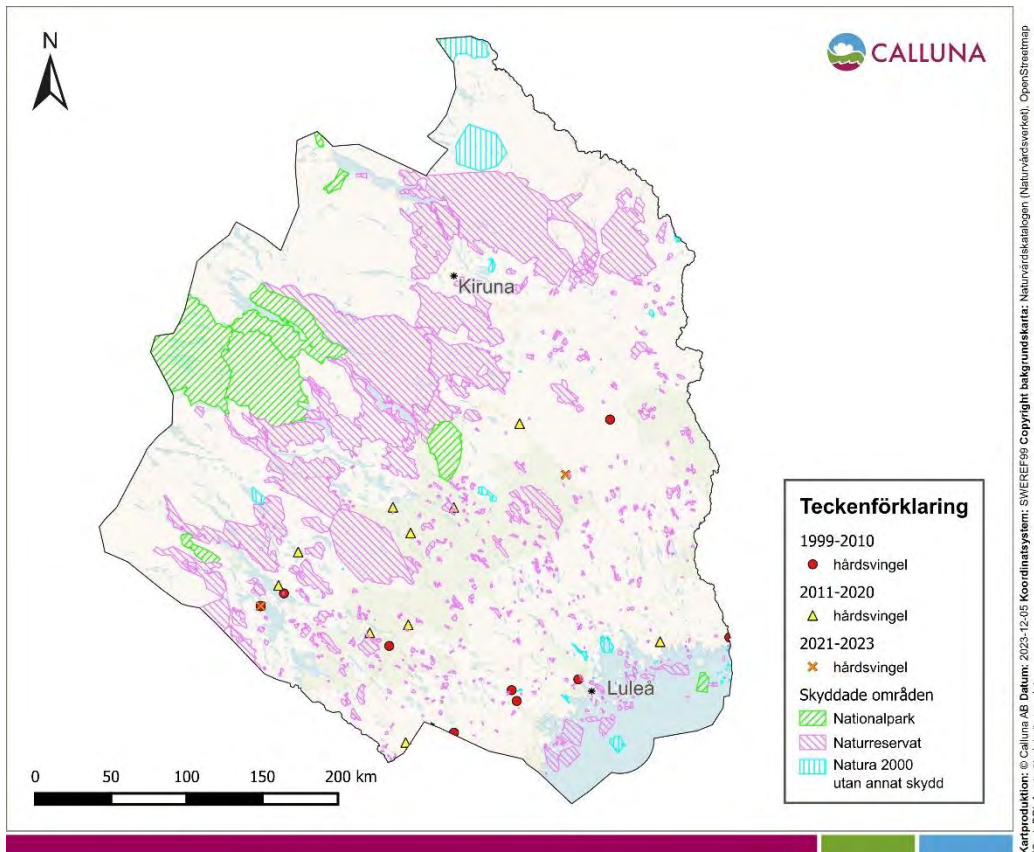 N
CALLUNA
Kiruna
Luleå
Teckenförklaring
1999-2010
hårdsvingel
2011-2020
hårdsvingel
2021-2023
hårdsvingel
Skyddade områden
Nationalpark
Naturreservat
Natura 2000
utan annat skydd
0 50 100 150 200 km
Kartproduktion: © Calluna AB Datum: 2023-12-05 Koordinatsystem: SWEREF99 Copyright bakgrundskarta: Naturvårdskatalogen (Naturvårdsverket), OpenStreetmap